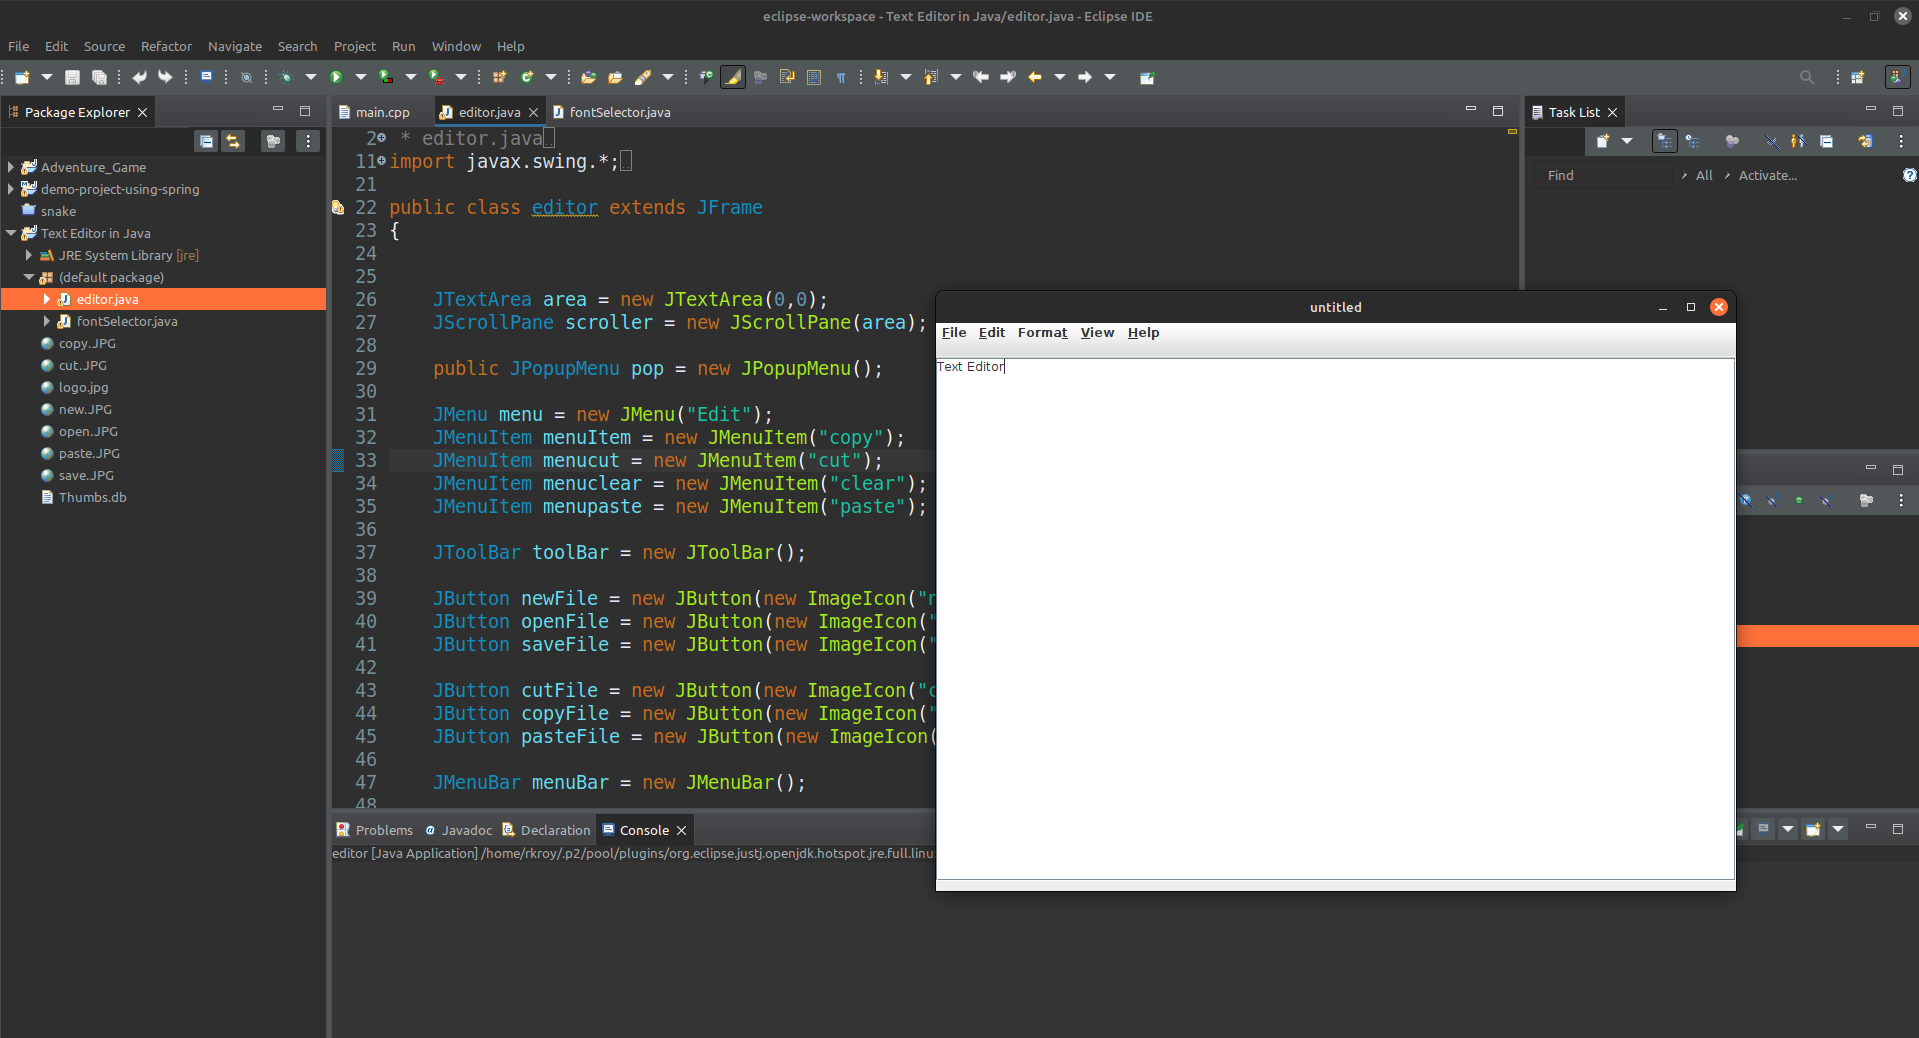 eclipse-workspace - Text Editor in Java/editor.java - Eclipse IDE
File Edit Source Refactor Navigate Search Project Run Window Help
Package Explorer
Adventure_Game
demo-project-using-spring
snake
Text Editor in Java
JRE System Library [jre]
(default package)
editor.java
fontSelector.java
copy.JPG
cut.JPG
logo.jpg
new.JPG
open.JPG
paste.JPG
save.JPG
Thumbs.db
main.cpp editor.java fontSelector.java
2 * editor.java
11 import javax.swing.*;
21
22 public class editor extends JFrame
23 {
24
25
26 JTextArea area = new JTextArea(0,0);
27 JScrollPane scroller = new JScrollPane(area);
28
29 public JPopupMenu pop = new JPopupMenu();
30
31 JMenu menu = new JMenu("Edit");
32 JMenuItem menuItem = new JMenuItem("copy");
33 JMenuItem menucut = new JMenuItem("cut");
34 JMenuItem menuclear = new JMenuItem("clear");
35 JMenuItem menupaste = new JMenuItem("paste");
36
37 JToolBar toolBar = new JToolBar();
38
39 JButton newFile = new JButton(new ImageIcon("n
40 JButton openFile = new JButton(new ImageIcon("
41 JButton saveFile = new JButton(new ImageIcon("
42
43 JButton cutFile = new JButton(new ImageIcon("c
44 JButton copyFile = new JButton(new ImageIcon("
45 JButton pasteFile = new JButton(new ImageIcon(
46
47 JMenuBar menuBar = new JMenuBar();
48
Task List
Find All Activate...
untitled
File Edit Format View Help
Text Editor
Problems Javadoc Declaration Console
editor [Java Application] /home/rkroy/.p2/pool/plugins/org.eclipse.justj.openjdk.hotspot.jre.full.linu